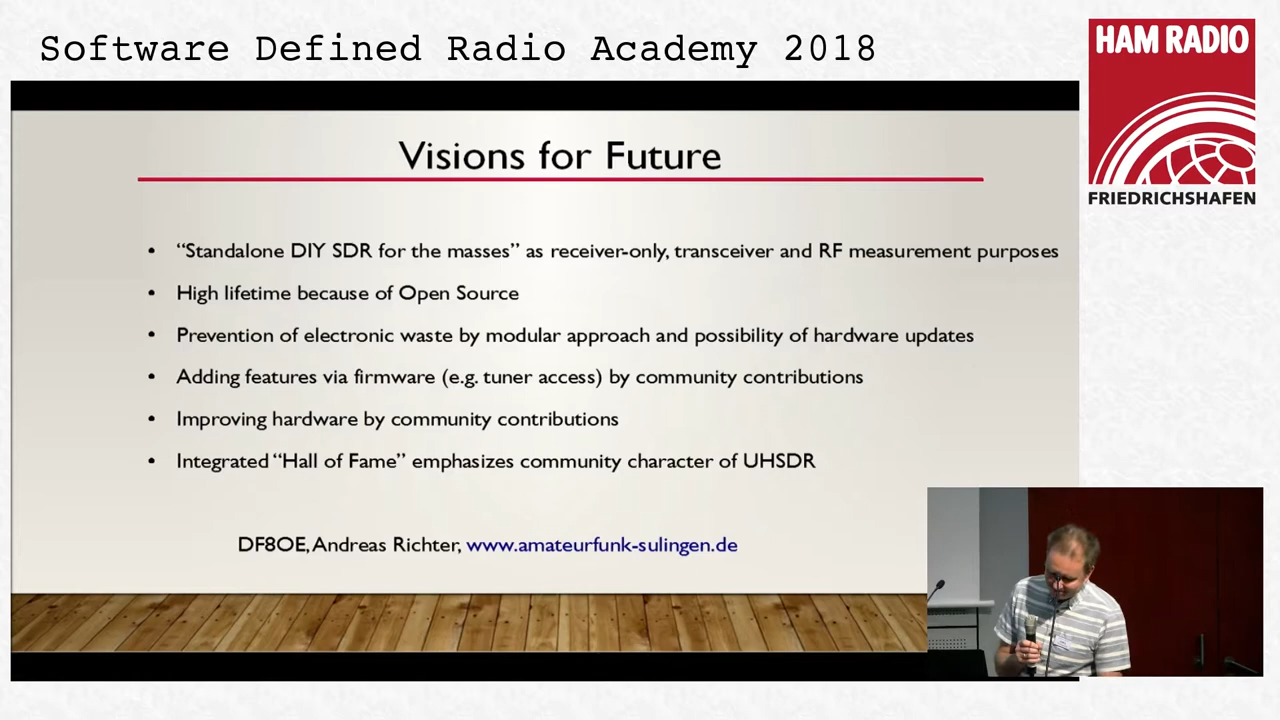 Software Defined Radio Academy 2018
HAM RADIO
FRIEDRICHSHAFEN
Visions for Future
• “Standalone DIY SDR for the masses” as receiver-only, transceiver and RF measurement purposes
• High lifetime because of Open Source
• Prevention of electronic waste by modular approach and possibility of hardware updates
• Adding features via firmware (e.g. tuner access) by community contributions
• Improving hardware by community contributions
• Integrated “Hall of Fame” emphasizes community character of UHSDR
DF8OE, Andreas Richter, www.amateurfunk-sulingen.de